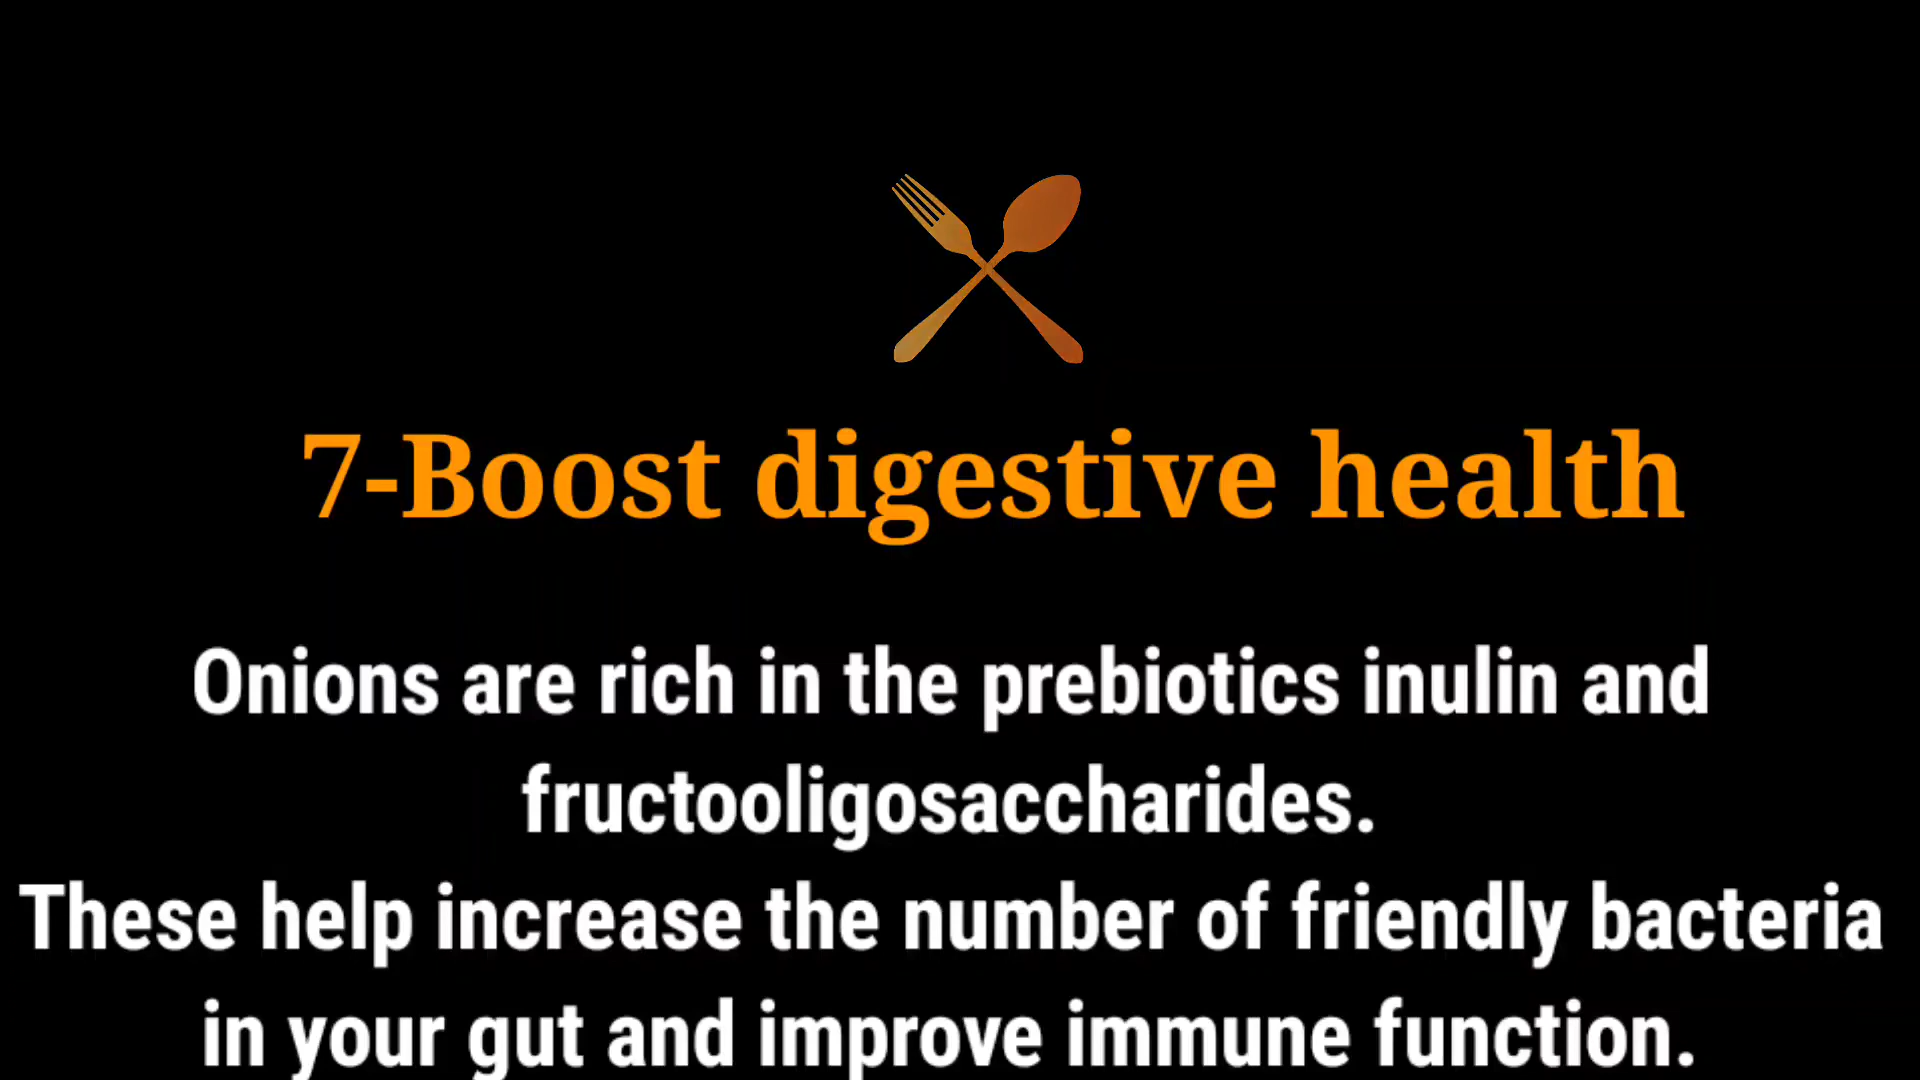 7-Boost digestive health
Onions are rich in the prebiotics inulin and
fructooligosaccharides.
These help increase the number of friendly bacteria
in your gut and improve immune function.